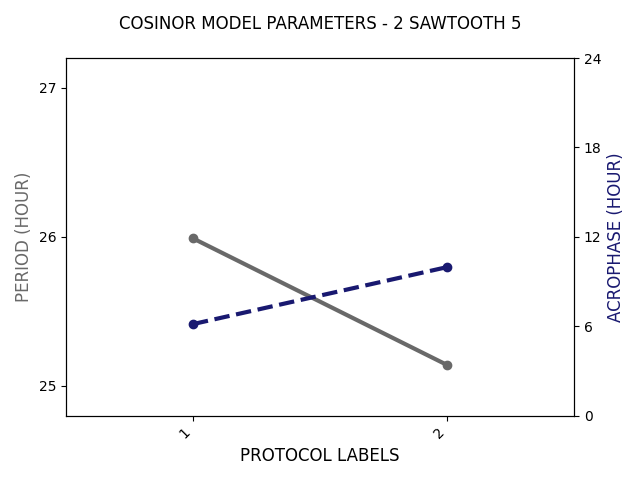 COSINOR MODEL PARAMETERS - 2 SAWTOOTH 5
27
26
25
PERIOD (HOUR)
24
18
12
6
0
ACROPHASE (HOUR)
1
2
PROTOCOL LABELS